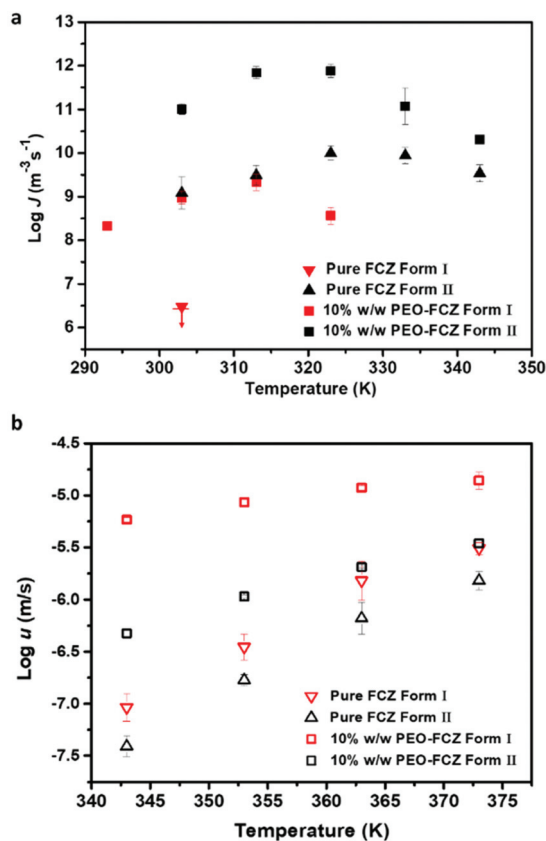 a
Log J (m⁻³ s⁻¹)
13
12
11
10
9
8
7
6
Pure FCZ Form I
Pure FCZ Form II
10% w/w PEO-FCZ Form I
10% w/w PEO-FCZ Form II
290 300 310 320 330 340 350
Temperature (K)
b
Log u (m/s)
-4.5
-5.0
-5.5
-6.0
-6.5
-7.0
-7.5
Pure FCZ Form I
Pure FCZ Form II
10% w/w PEO-FCZ Form I
10% w/w PEO-FCZ Form II
340 345 350 355 360 365 370 375
Temperature (K)